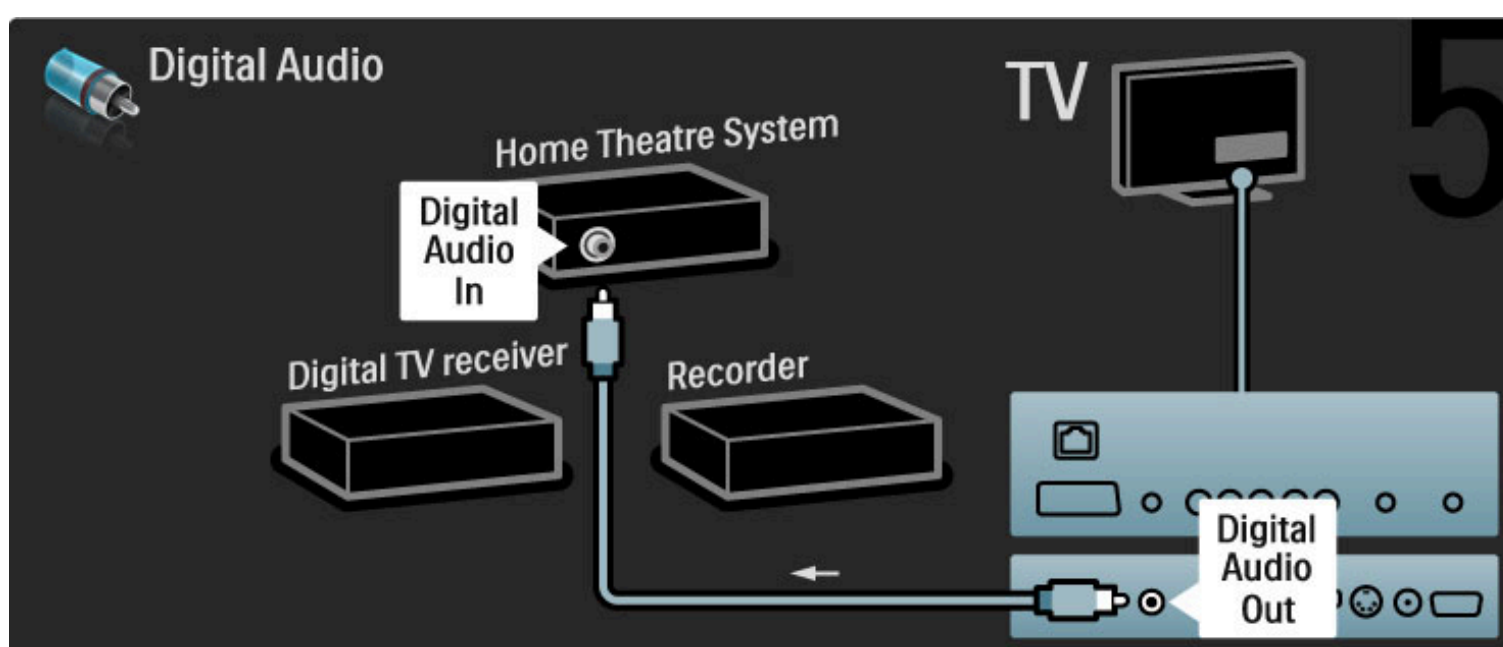 Digital Audio
TV
5
Home Theatre System
Digital
Audio
In
Digital TV receiver
Recorder
Digital
Audio
Out